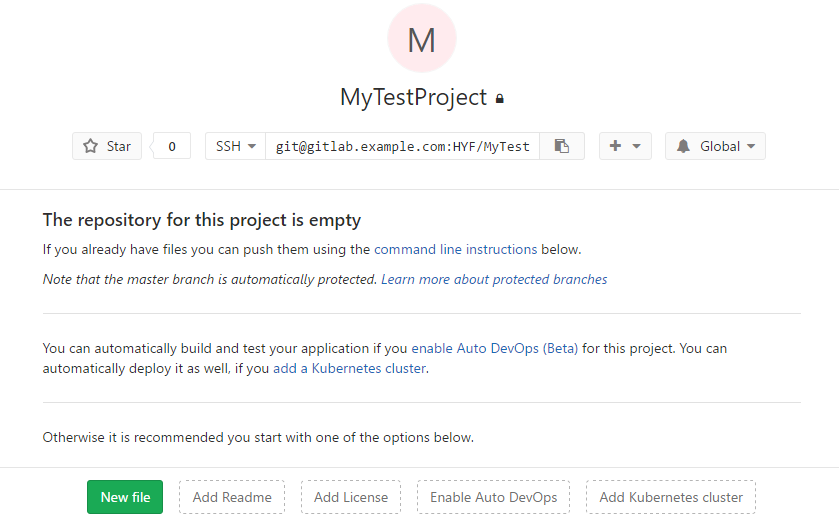 M
MyTestProject
Star 0 SSH git@gitlab.example.com:HYF/MyTest Global
The repository for this project is empty
If you already have files you can push them using the command line instructions below.
Note that the master branch is automatically protected. Learn more about protected branches
You can automatically build and test your application if you enable Auto DevOps (Beta) for this project. You can
automatically deploy it as well, if you add a Kubernetes cluster.
Otherwise it is recommended you start with one of the options below.
New file Add Readme Add License Enable Auto DevOps Add Kubernetes cluster